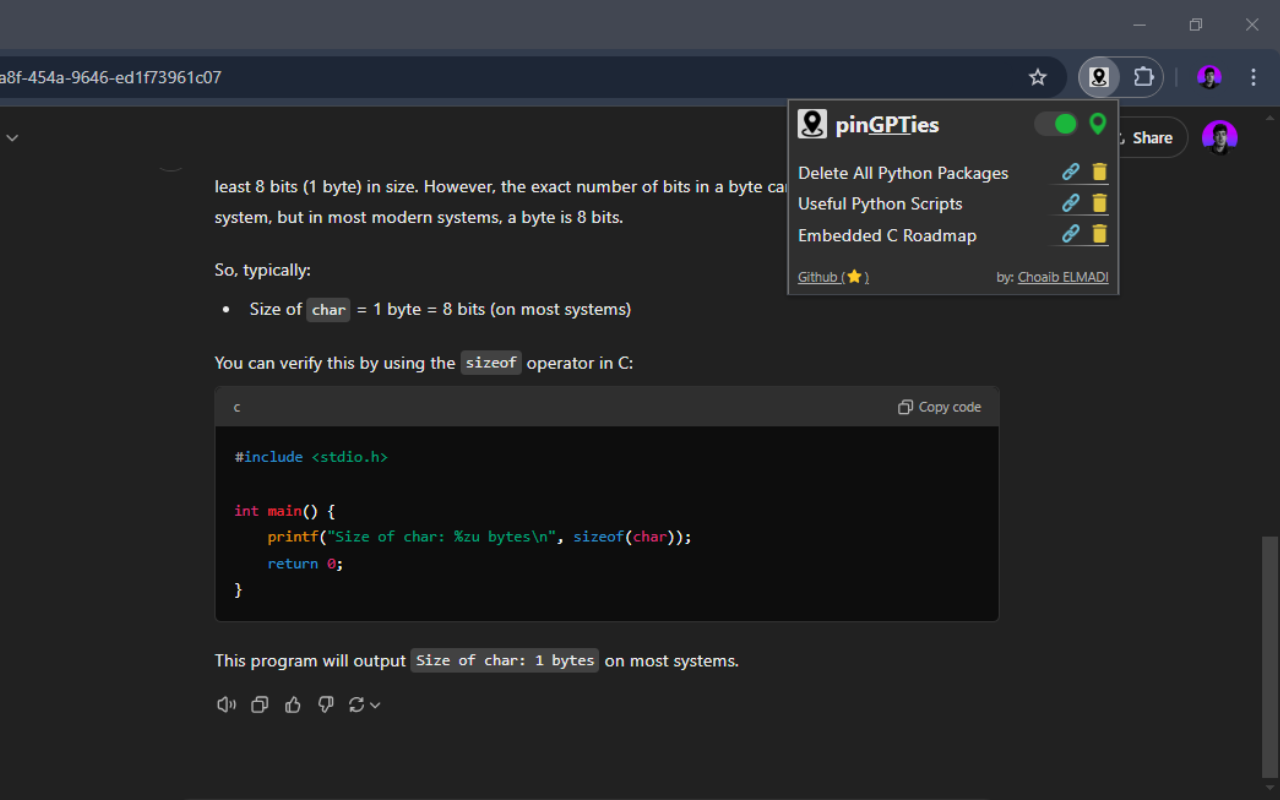 a8f-454a-9646-ed1f73961c07
pinGPTies
Share
Delete All Python Packages
Useful Python Scripts
Embedded C Roadmap
Github (⭐)
by: Choaib ELMADI
least 8 bits (1 byte) in size. However, the exact number of bits in a byte
system, but in most modern systems, a byte is 8 bits.
So, typically:
• Size of char = 1 byte = 8 bits (on most systems)
You can verify this by using the sizeof operator in C:
c
Copy code
#include <stdio.h>
int main() {
    printf("Size of char: %zu bytes\n", sizeof(char));
    return 0;
}
This program will output Size of char: 1 bytes on most systems.